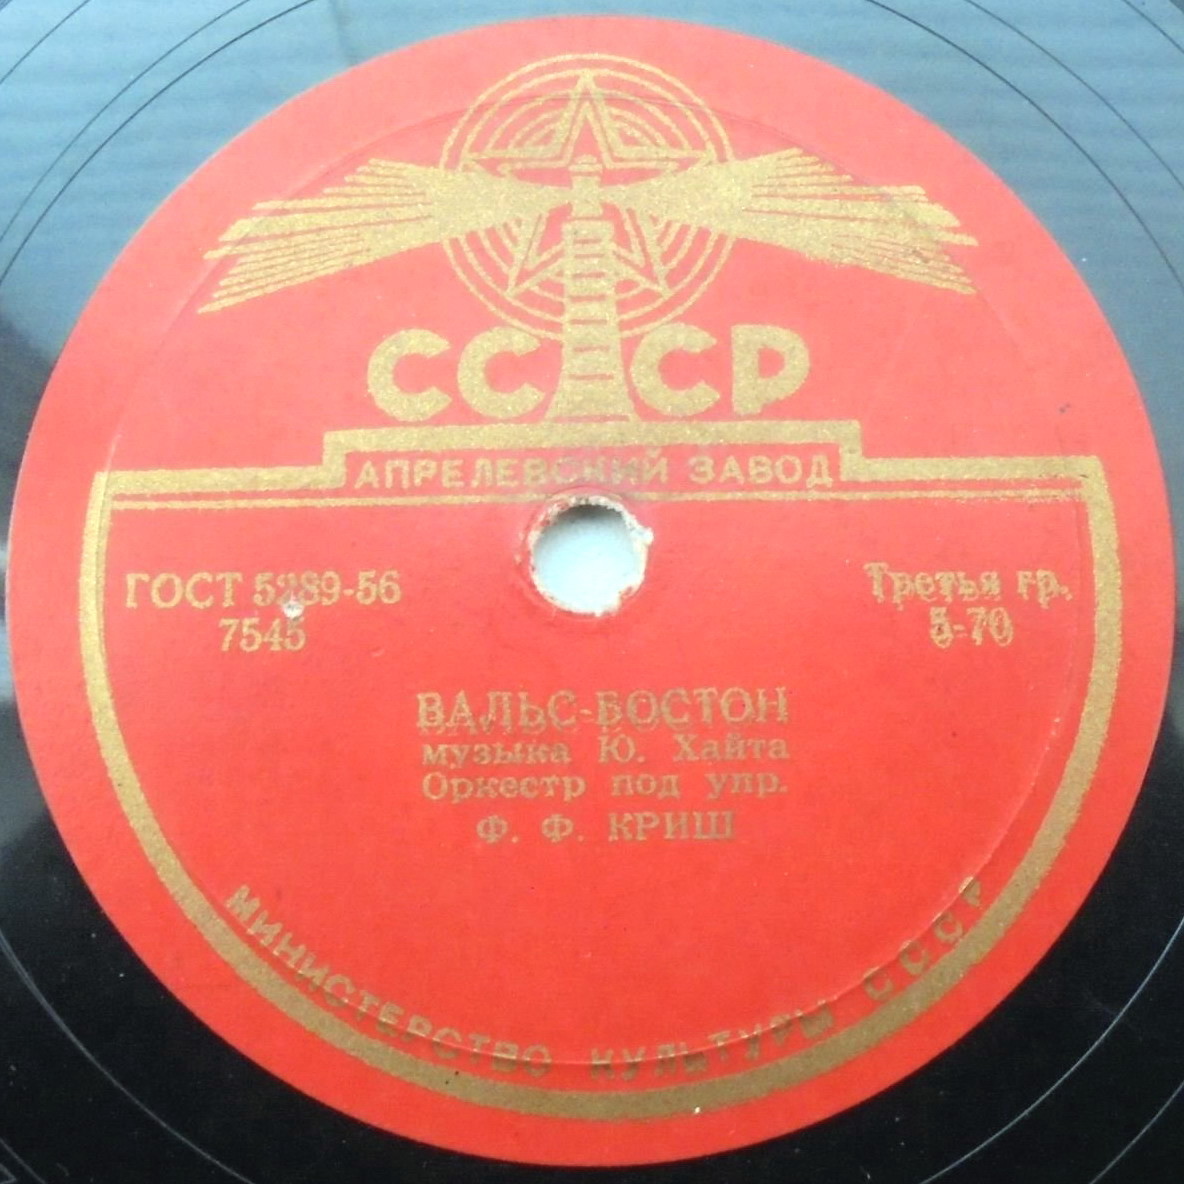 СССР
АПРЕЛЕВСКИЙ ЗАВОД
ГОСТ 5289-56
7545
Третья гр.
5-70
ВАЛЬС-БОСТОН
музыка Ю. Хайта
Оркестр под упр.
Ф. Ф. КРИШ
МИНИСТЕРСТВО КУЛЬТУРЫ СССР